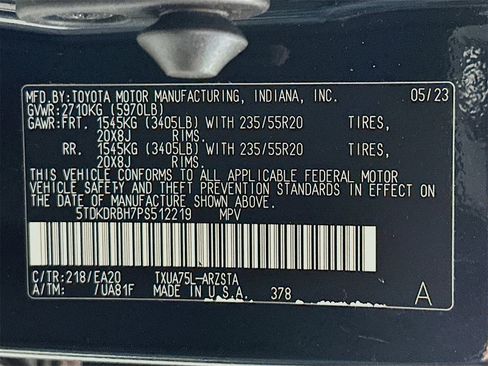 MFD.BY:TOYOTA MOTOR MANUFACTURING, INDIANA, INC. 05/23
GVWR:2710KG (5970LB)
GAWR:FRT. 1545KG (3405LB) WITH 235/55R20 TIRES,
20X8J RIMS.
RR. 1545KG (3405LB) WITH 235/55R20 TIRES,
20X8J RIMS.
THIS VEHICLE CONFORMS TO ALL APPLICABLE FEDERAL MOTOR
VEHICLE SAFETY AND THEFT PREVENTION STANDARDS IN EFFECT ON
THE DATE OF MANUFACTURE SHOWN ABOVE.
5TDKDRBH7PS512219 MPV
C/TR:218/EA20 TXUA75L-ARZSTA
A/TM: /UA81F MADE IN U.S.A. 378 A